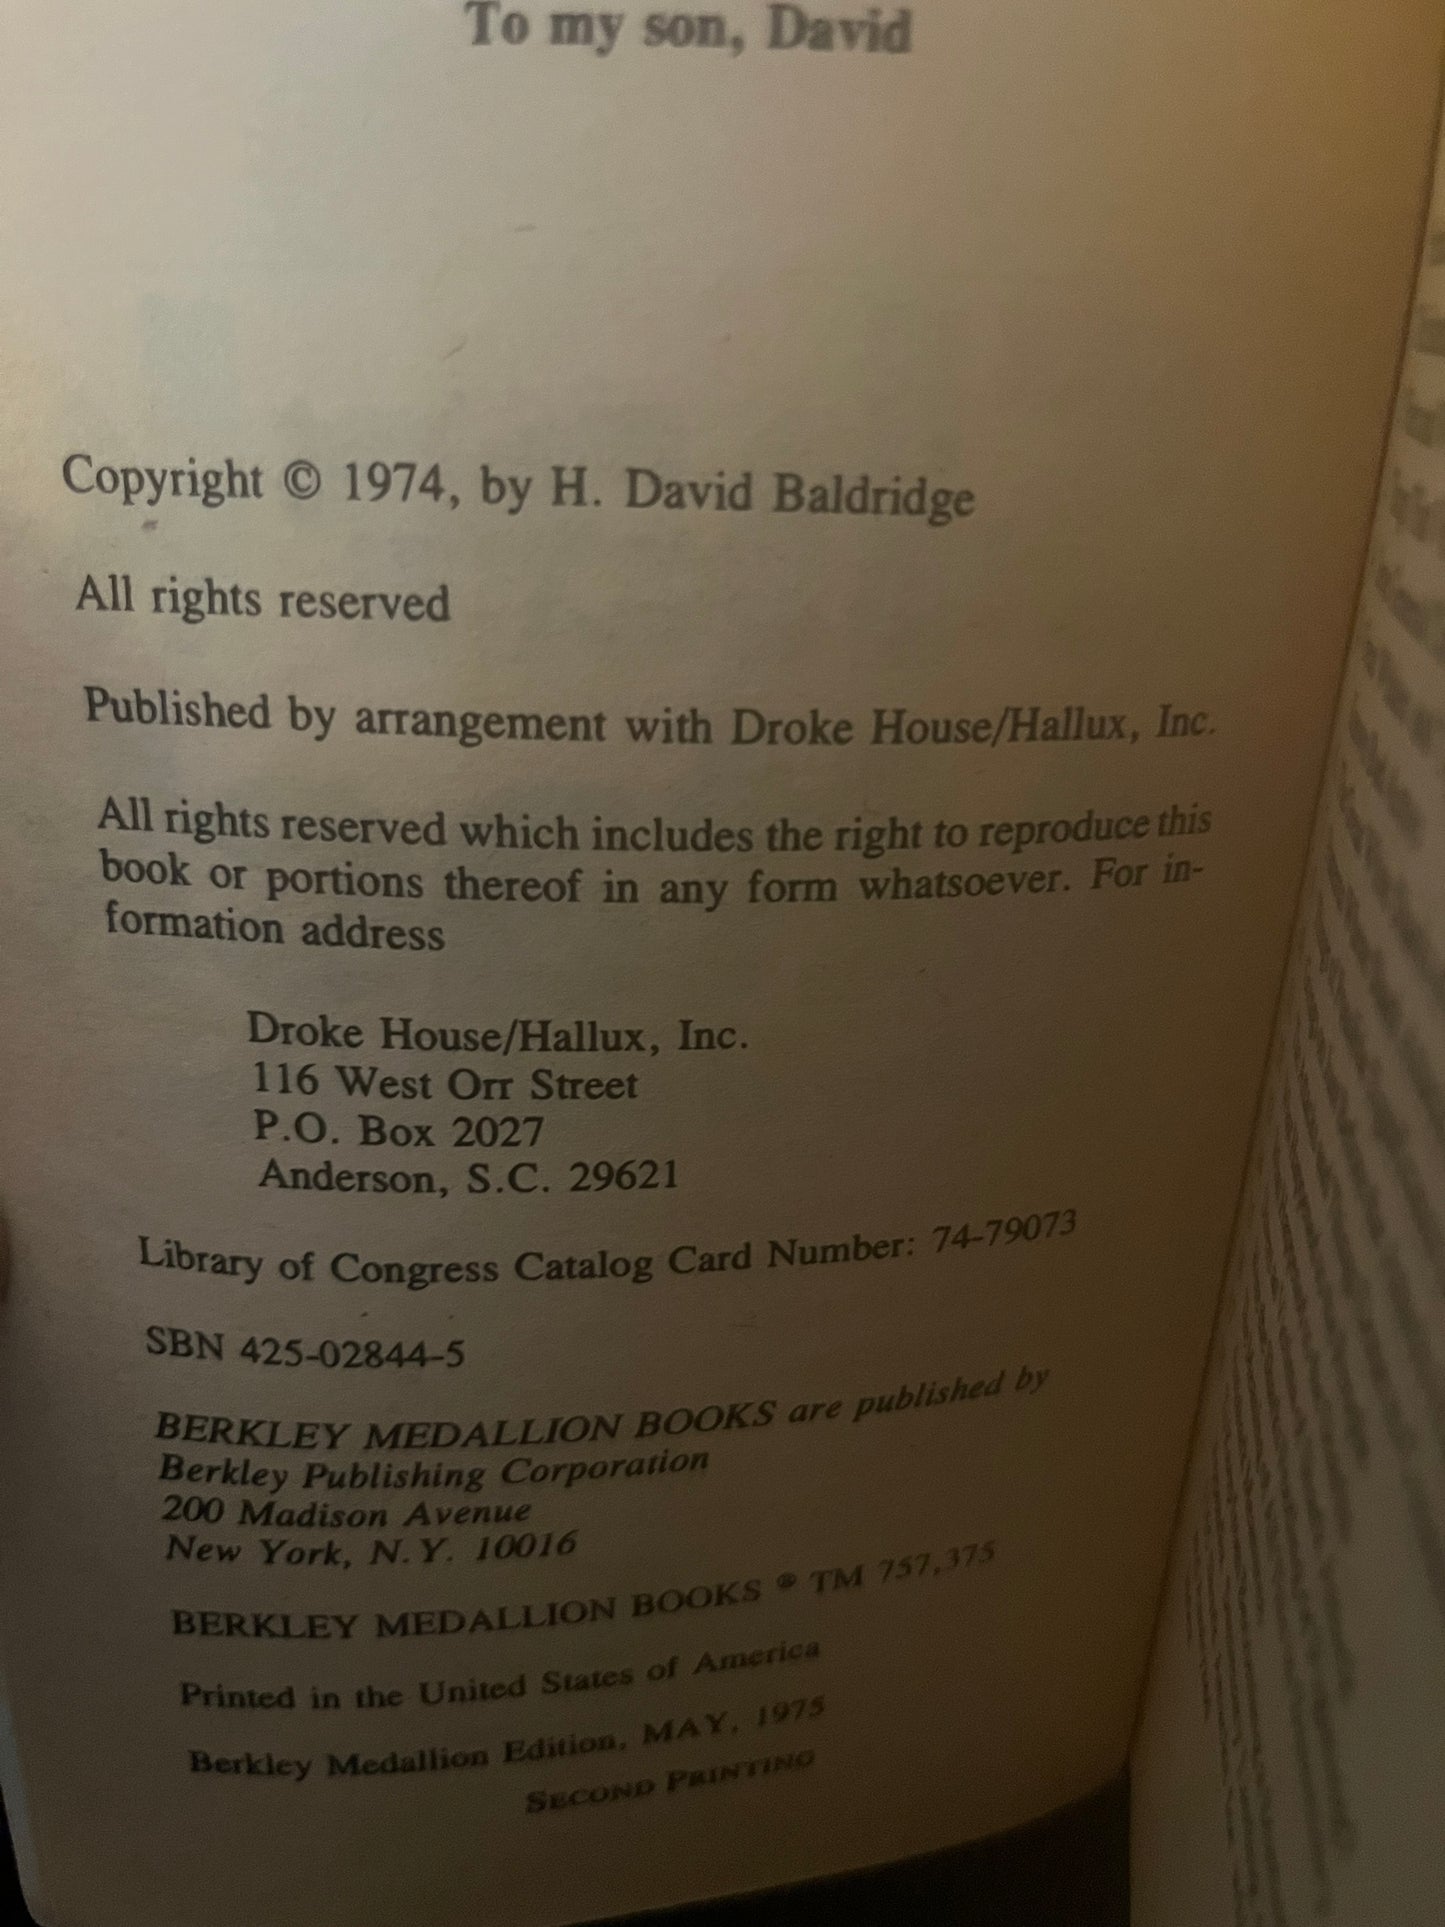 To my son, David
Copyright © 1974, by H. David Baldridge
All rights reserved
Published by arrangement with Droke House/Hallux, Inc.
All rights reserved which includes the right to reproduce this
book or portions thereof in any form whatsoever. For in-
formation address
Droke House/Hallux, Inc.
116 West Orr Street
P.O. Box 2027
Anderson, S.C. 29621
Library of Congress Catalog Card Number: 74-79073
SBN 425-02844-5
BERKLEY MEDALLION BOOKS are published by
Berkley Publishing Corporation
200 Madison Avenue
New York, N.Y. 10016
BERKLEY MEDALLION BOOKS ® TM 757,375
Printed in the United States of America
Berkley Medallion Edition, MAY, 1975
SECOND PRINTING